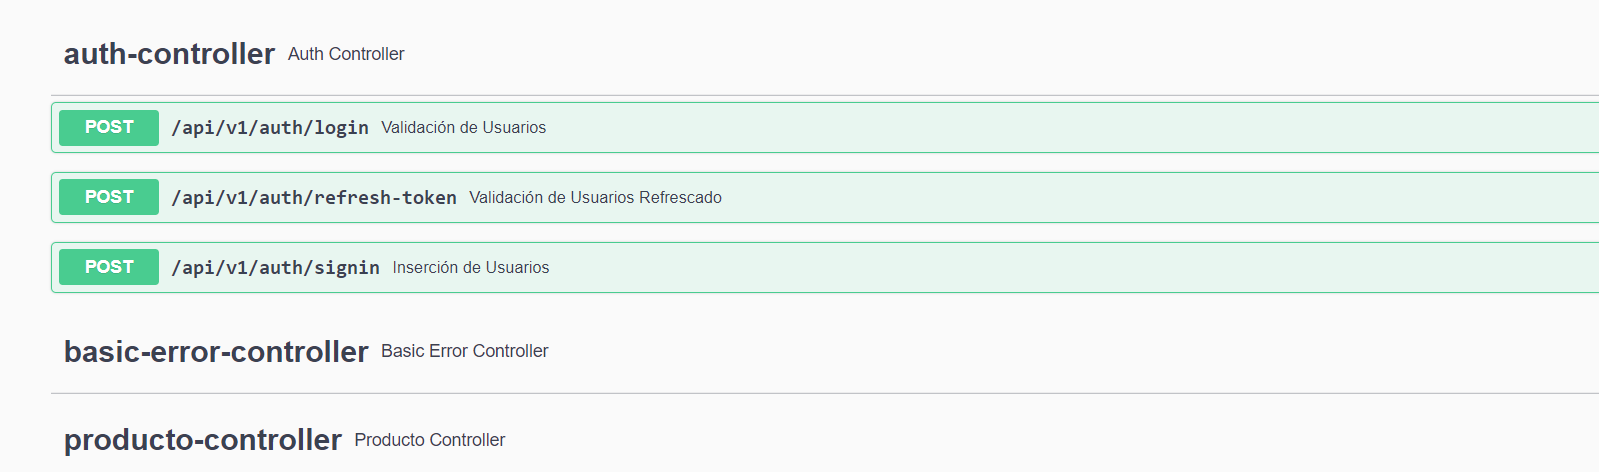 auth-controller Auth Controller
POST /api/v1/auth/login Validación de Usuarios
POST /api/v1/auth/refresh-token Validación de Usuarios Refrescado
POST /api/v1/auth/signin Inserción de Usuarios
basic-error-controller Basic Error Controller
producto-controller Producto Controller